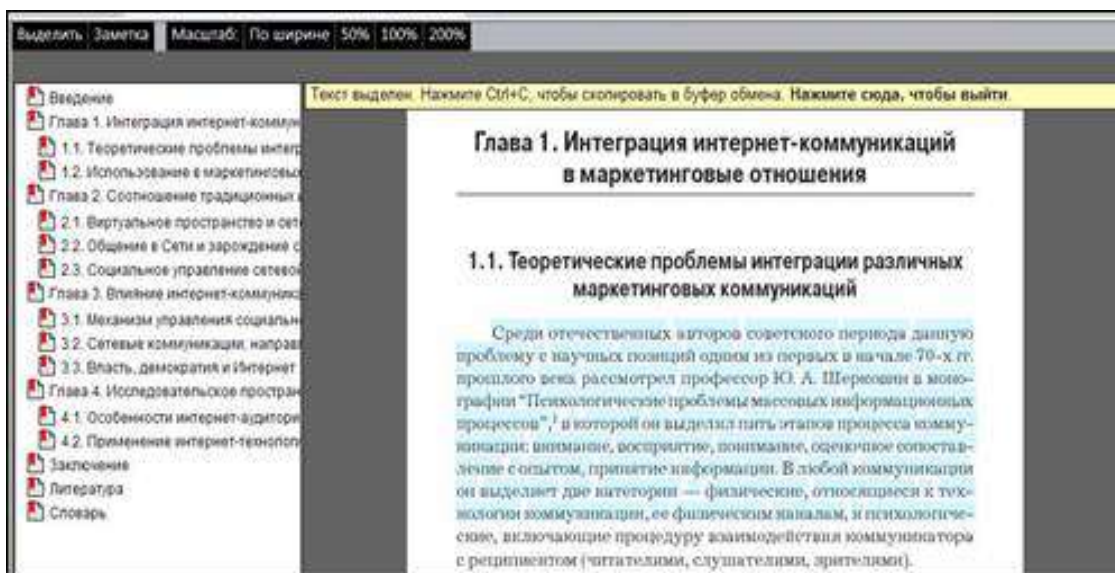 Выделить Заметка Масштаб: По ширине 50% 100% 200%
Текст выделен. Нажмите Ctrl+C, чтобы скопировать в буфер обмена. Нажмите сюда, чтобы выйти.
Введение
Глава 1. Интеграция интернет-коммун
1.1. Теоретические проблемы интегр
1.2. Использование в маркетинговы
Глава 2. Соотношение традиционных
2.1. Виртуальное пространство и сет
2.2. Общение в Сети и зарождение с
2.3. Социальное управление сетево
Глава 3. Влияние интернет-коммуника
3.1. Механизм управления социальн
3.2. Сетевые коммуникации, направ
3.3. Власть, демократия и Интернет
Глава 4. Исследовательское простран
4.1. Особенности интернет-аудитори
4.2. Применение интернет-технолог
Заключение
Литература
Словарь
Глава 1. Интеграция интернет-коммуникаций
в маркетинговые отношения
1.1. Теоретические проблемы интеграции различных
маркетинговых коммуникаций
Среди отечественных авторов советского периода данную
проблему с научных позиций одним из первых в начале 70-х гг.
прошлого века рассмотрел профессор Ю. А. Шерковин в моно-
графии “Психологические проблемы массовых информационных
процессов”,¹ в которой он выделил пять этапов процесса комму-
никации: внимание, восприятие, понимание, оценочное сопостав-
ление с опытом, принятие информации. В любой коммуникации
он выделяет две категории — физические, относящиеся к тех-
нологии коммуникации, ее физическим каналам, и психологиче-
ские, включающие процедуру взаимодействия коммуникатора
с реципиентом (читателями, слушателями, зрителями).